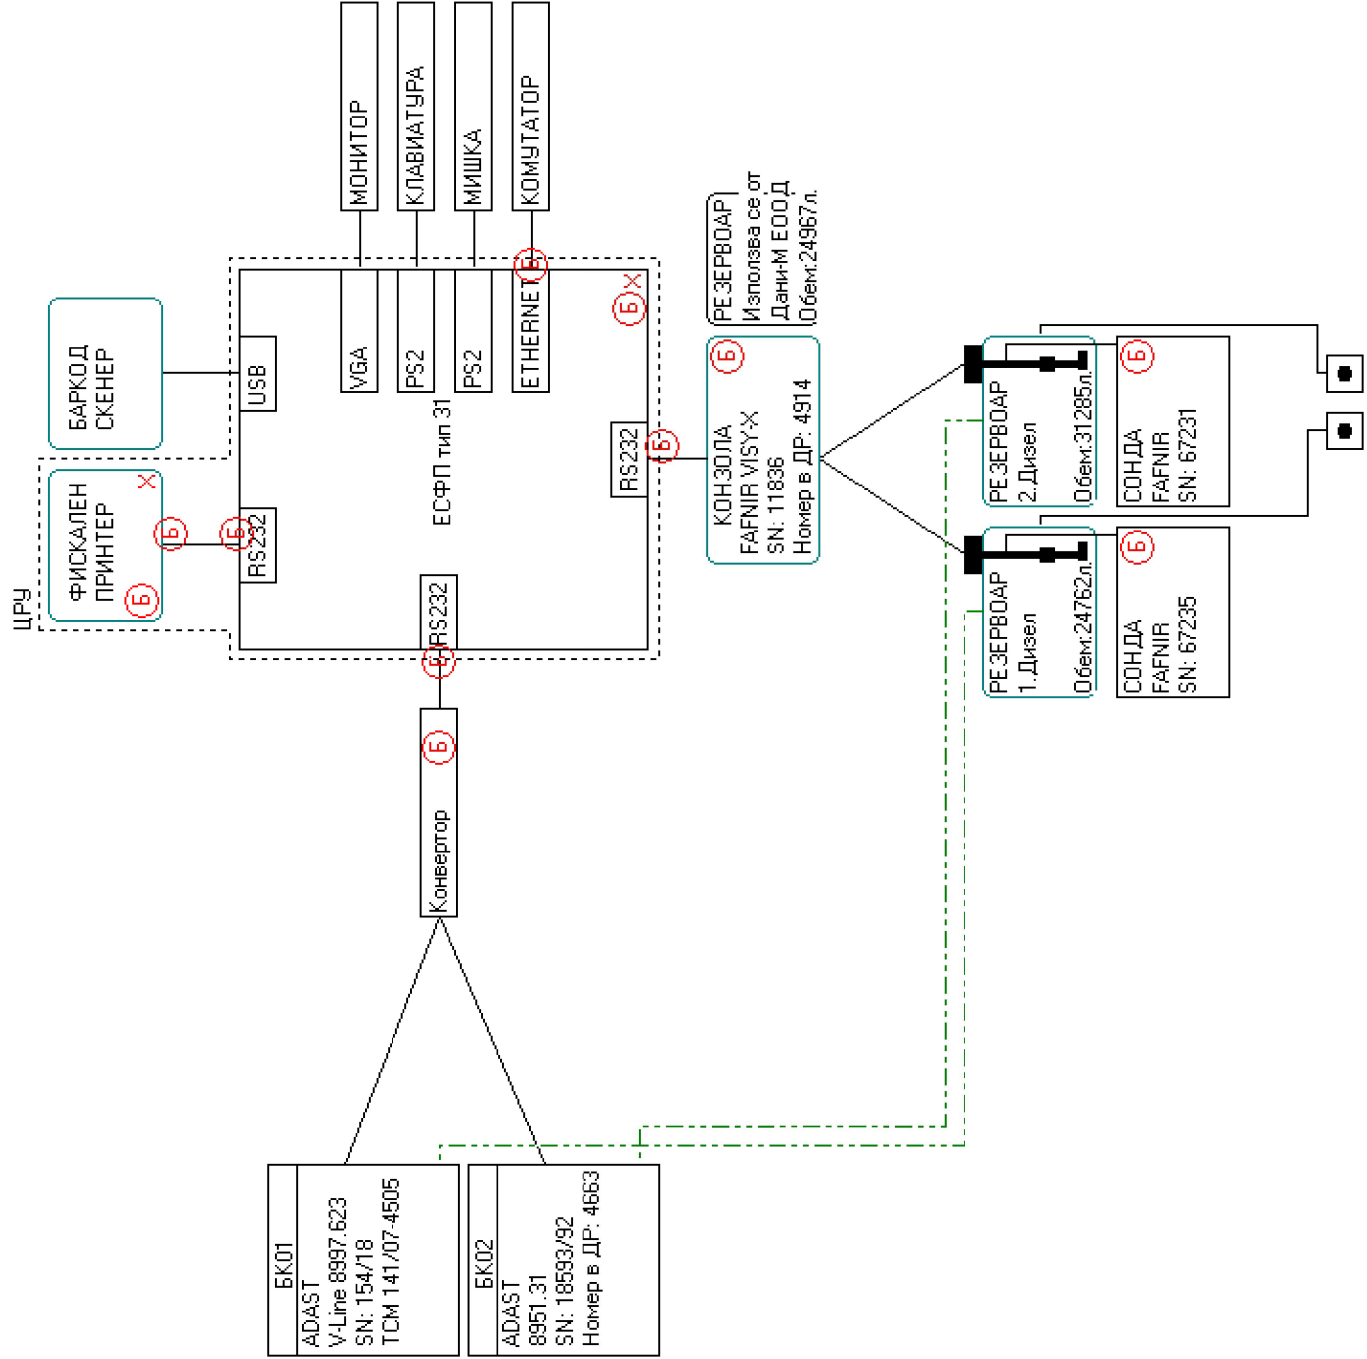 ЦРУ
ФИСКАЛЕН
ПРИНТЕР
Б
X
Б
БАРКОД
СКЕНЕР
RS232
Б
USB
VGA
МОНИТОР
PS2
КЛАВИАТУРА
PS2
МИШКА
ETHERNET
Б
КОМУТАТОР
ЕСФП тип 31
Б
X
RS232
Б
RS232
Б
Конвертор
Б
БК01
ADAST
V-Line 8997.623
SN: 154/18
TCM 141/07-4505
БК02
ADAST
8951.31
SN: 18593/92
Номер в ДР: 4663
КОНЗОЛА
FAFNIR VISY-X
SN: 11836
Номер в ДР: 4914
Б
РЕЗЕРВОАР
Използва се от
Дани-М ЕООД
Обем:24967л.
РЕЗЕРВОАР
1.Дизел
Обем:24762л.
СОНДА
FAFNIR
SN: 67235
Б
РЕЗЕРВОАР
2.Дизел
Обем:31285л.
СОНДА
FAFNIR
SN: 67231
Б